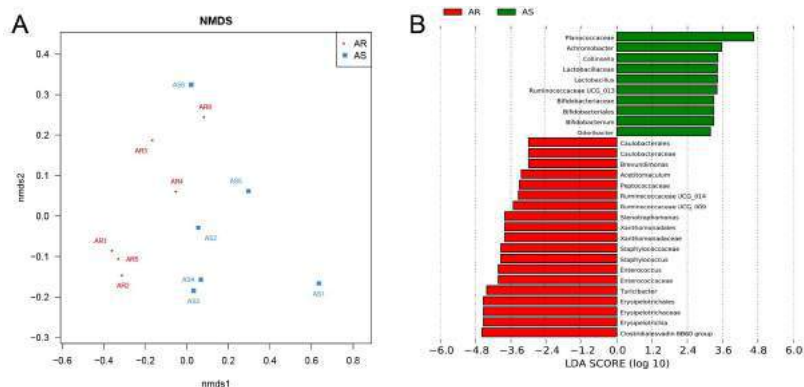 A
NMDS
AR
AS
0.4
0.3
0.2
0.1
0.0
−0.1
−0.2
−0.3
nmds2
AS6
AR6
AR3
AR4
AS5
AS2
AR1
AR5
AR2
AS4
AS3
AS1
−0.6
−0.4
−0.2
0.0
0.2
0.4
0.6
0.8
nmds1
B
AR
AS
Planococcaceae
Achromobacter
Collinsella
Lactobacillaceae
Lactobacillus
Ruminococcaceae UCG_013
Bifidobacteriaceae
Bifidobacteriales
Bifidobacterium
Odoribacter
Caulobacterales
Caulobacteraceae
Brevundimonas
Acetitomaculum
Peptococcaceae
Ruminococcaceae UCG_014
Ruminococcaceae UCG_009
Stenotrophomonas
Xanthomonadales
Xanthomonadaceae
Staphylococcaceae
Staphylococcus
Enterococcus
Enterococcaceae
Turicibacter
Erysipelotrichales
Erysipelotrichaceae
Erysipelotrichia
group
−6.0 −4.8 −3.6 −2.4 −1.2 0.0 1.2 2.4 3.6 4.8 6.0
LDA SCORE (log 10)